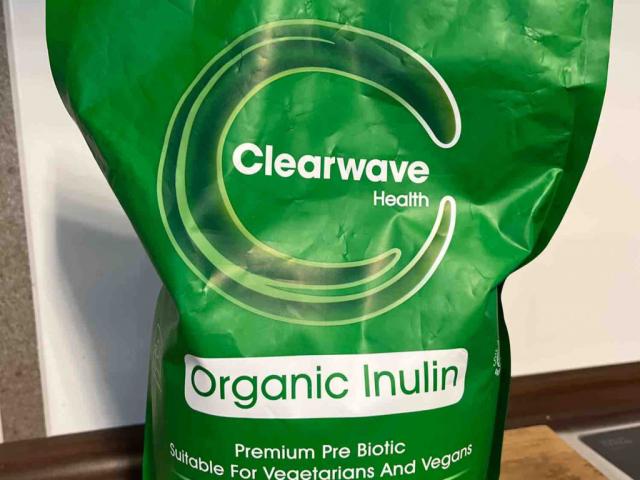 Clearwave
Health
Organic Inulin
Premium Pre Biotic
Suitable For Vegetarians And Vegans